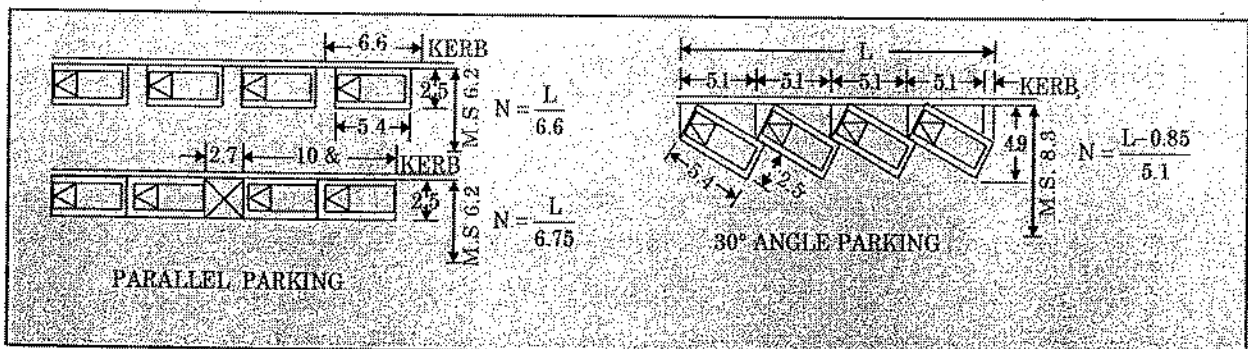 6.6 KERB
2.5
M.S 6.2
N = L / 6.6
5.4
2.7 10 & KERB
2.5
M.S 6.2
N = L / 6.75
PARALLEL PARKING
L
5.1 5.1 5.1 5.1 KERB
4.9
M.S. 8.3
N = L-0.85 / 5.1
5.4
2.5
30° ANGLE PARKING